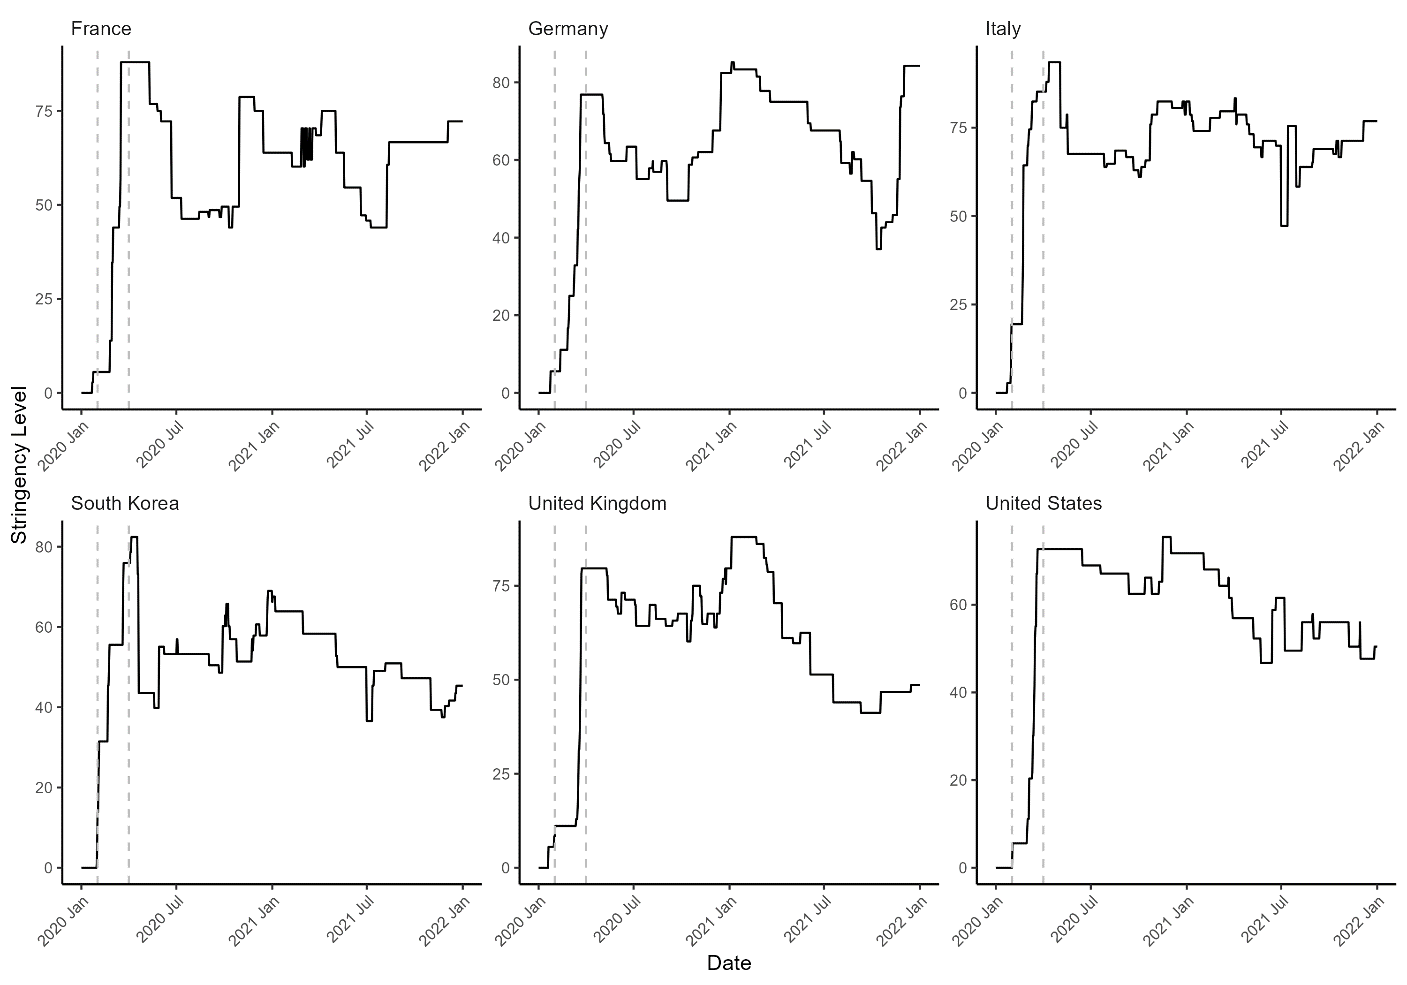 France
Germany
Italy
75
50
25
0
80
60
40
20
0
75
50
25
0
2020 Jan
2020 Jul
2021 Jan
2021 Jul
2022 Jan
2020 Jan
2020 Jul
2021 Jan
2021 Jul
2022 Jan
2020 Jan
2020 Jul
2021 Jan
2021 Jul
2022 Jan
Stringency Level
South Korea
United Kingdom
United States
80
60
40
20
0
75
50
25
0
60
40
20
0
2020 Jan
2020 Jul
2021 Jan
2021 Jul
2022 Jan
2020 Jan
2020 Jul
2021 Jan
2021 Jul
2022 Jan
2020 Jan
2020 Jul
2021 Jan
2021 Jul
2022 Jan
Date